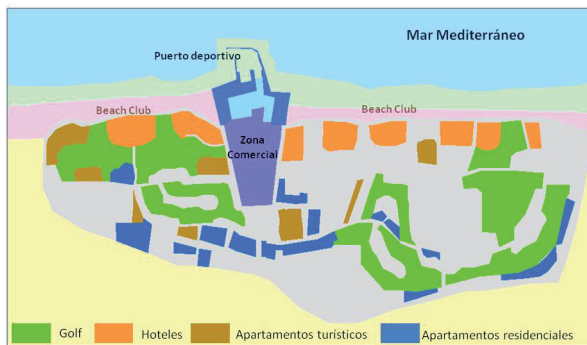 Mar Mediterráneo
Puerto deportivo
Beach Club
Beach Club
Zona
Comercial
Golf
Hoteles
Apartamentos turísticos
Apartamentos residenciales